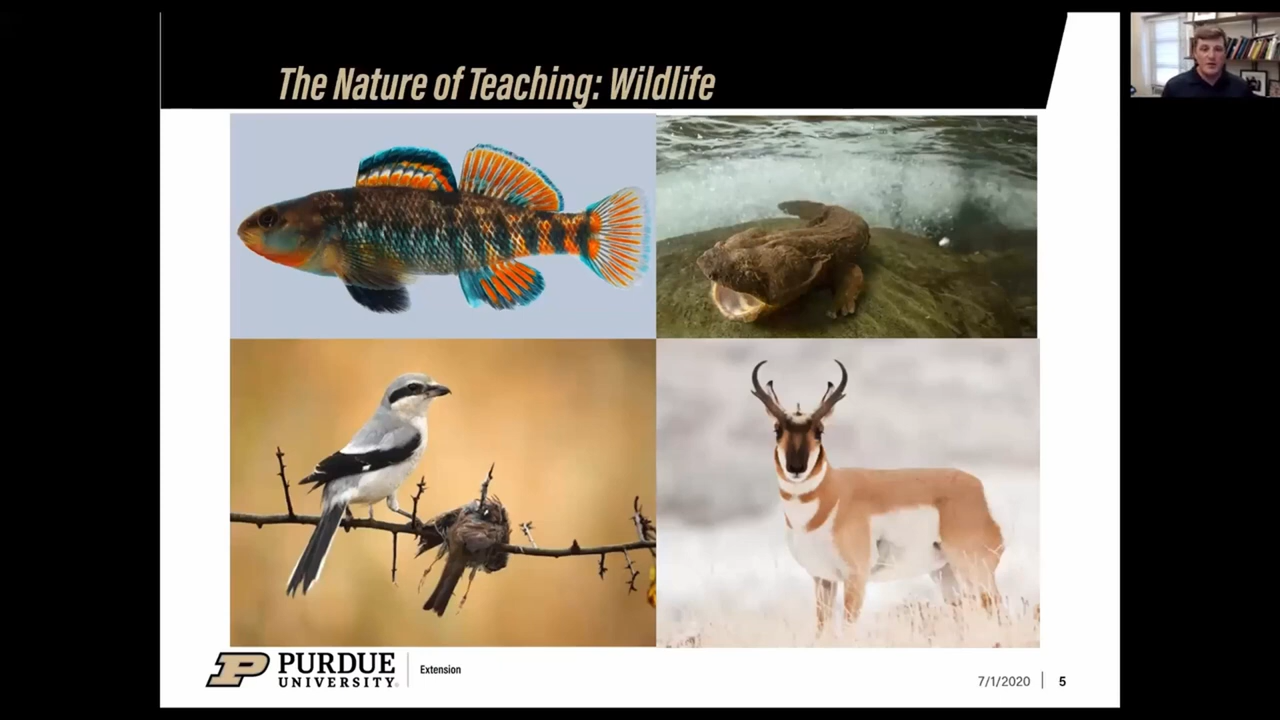 The Nature of Teaching: Wildlife
PURDUE
UNIVERSITY
Extension
7/1/2020
5